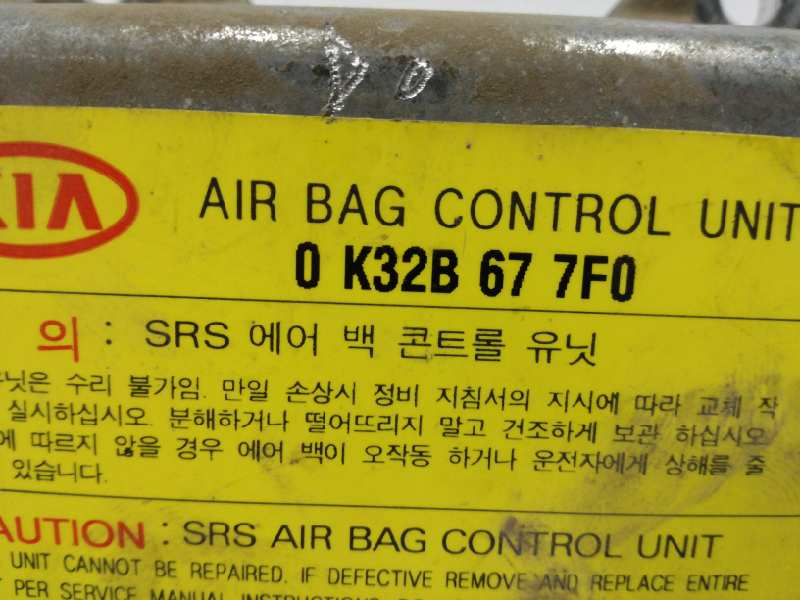 KIA
AIR BAG CONTROL UNIT
0 K32B 67 7F0
의 : SRS 에어 백 콘트롤 유닛
유닛은 수리 불가임. 만일 손상시 정비 지침서의 지시에 따라 교체 작
실시하십시오. 분해하거나 떨어뜨리지 말고 건조하게 보관 하십시오
에 따르지 않을 경우 에어 백이 오작동 하거나 운전자에게 상해를 줄
있습니다.
CAUTION : SRS AIR BAG CONTROL UNIT
UNIT CANNOT BE REPAIRED. IF DEFECTIVE REMOVE AND REPLACE ENTIRE
PER SERVICE MANUAL INSTRUCTIONS.